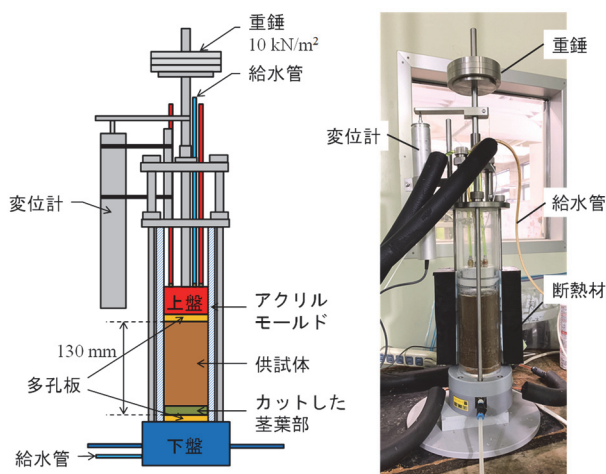 重錘
10 kN/m²
給水管
変位計
上盤
アクリル
モールド
130 mm
供試体
多孔板
カットした
茎葉部
下盤
給水管
重錘
変位計
給水管
断熱材